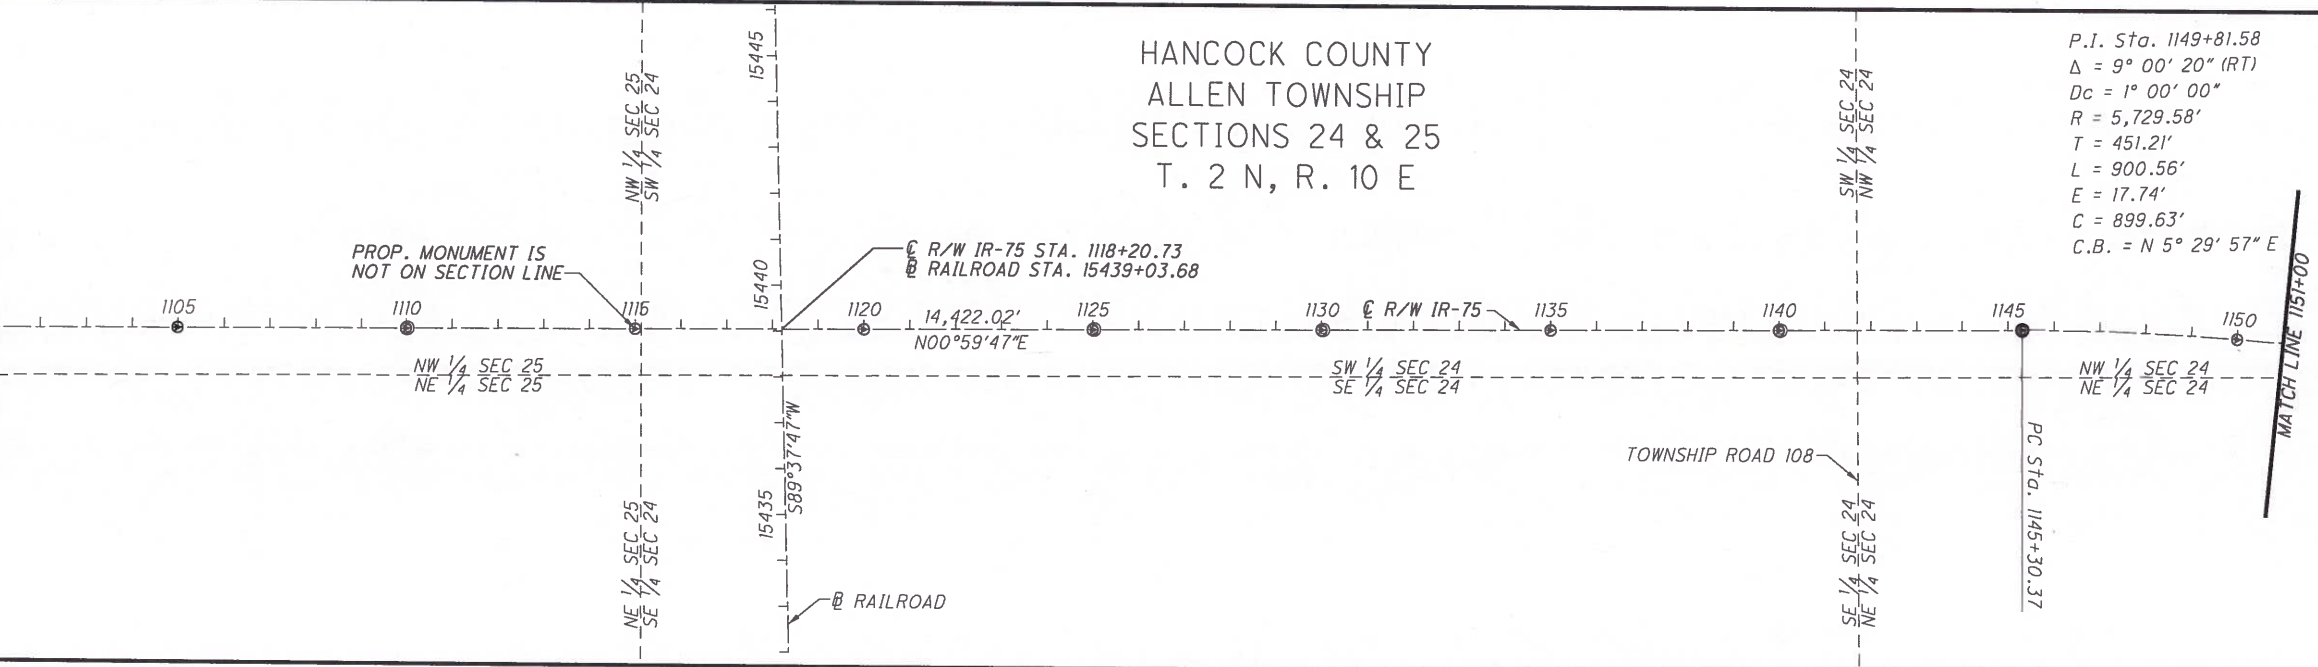 HANCOCK COUNTY
ALLEN TOWNSHIP
SECTIONS 24 & 25
T. 2 N, R. 10 E
P.I. Sta. 1149+81.58
Δ = 9° 00' 20" (RT)
Dc = 1° 00' 00"
R = 5,729.58'
T = 451.21'
L = 900.56'
E = 17.74'
C = 899.63'
C.B. = N 5° 29' 57" E
NW 1/4 SEC 25
SW 1/4 SEC 24
15445
SW 1/4 SEC 24
NW 1/4 SEC 24
PROP. MONUMENT IS
NOT ON SECTION LINE
15440
℄ R/W IR-75 STA. 1118+20.73
BL RAILROAD STA. 15439+03.68
1105
1110
1115
1120
14,422.02'
N00°59'47"E
1125
1130
℄ R/W IR-75
1135
1140
1145
1150
MATCH LINE 1151+00
NW 1/4 SEC 25
NE 1/4 SEC 25
SW 1/4 SEC 24
SE 1/4 SEC 24
NW 1/4 SEC 24
NE 1/4 SEC 24
S89°37'47"W
15435
TOWNSHIP ROAD 108
PC Sta. 1145+30.37
NE 1/4 SEC 25
SE 1/4 SEC 24
BL RAILROAD
SE 1/4 SEC 24
NE 1/4 SEC 24